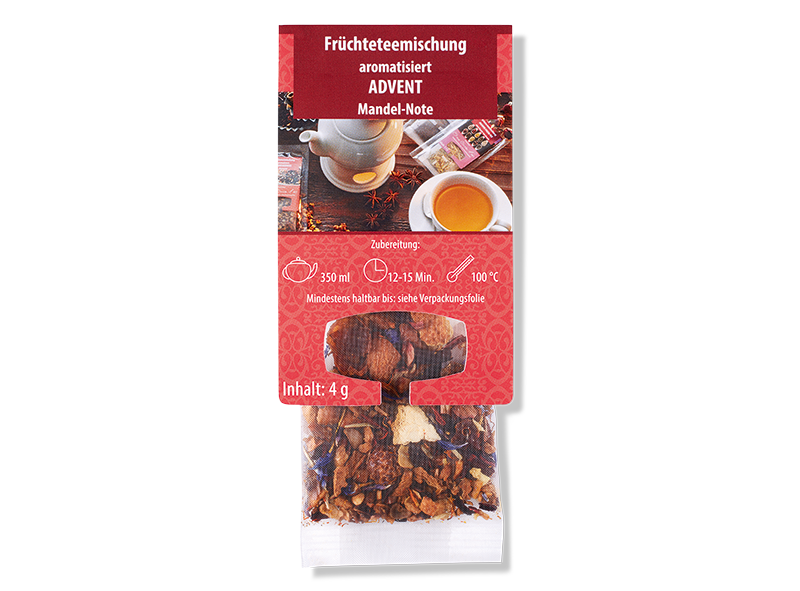 Früchteteemischung
aromatisiert
ADVENT
Mandel-Note
Zubereitung:
350 ml
12-15 Min.
100 °C
Mindestens haltbar bis: siehe Verpackungsfolie
Inhalt: 4 g